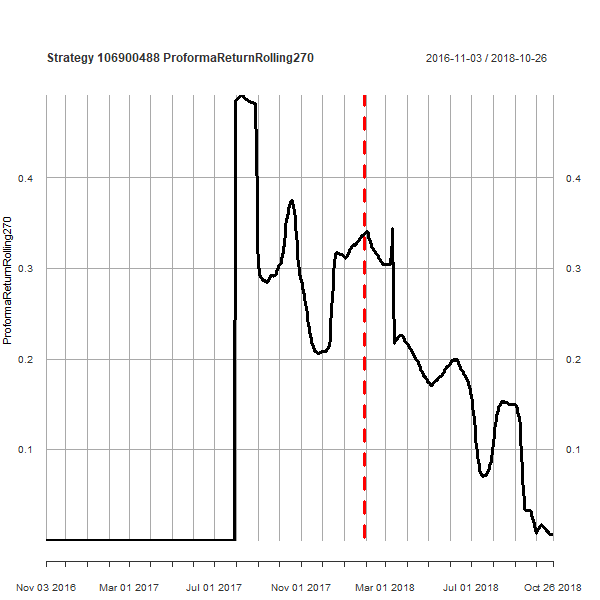 Strategy 106900488 ProformaReturnRolling270
2016-11-03 / 2018-10-26
ProformaReturnRolling270
0.4
0.4
0.3
0.3
0.2
0.2
0.1
0.1
Nov 03 2016
Mar 01 2017
Jul 01 2017
Nov 01 2017
Mar 01 2018
Jul 01 2018
Oct 26 2018